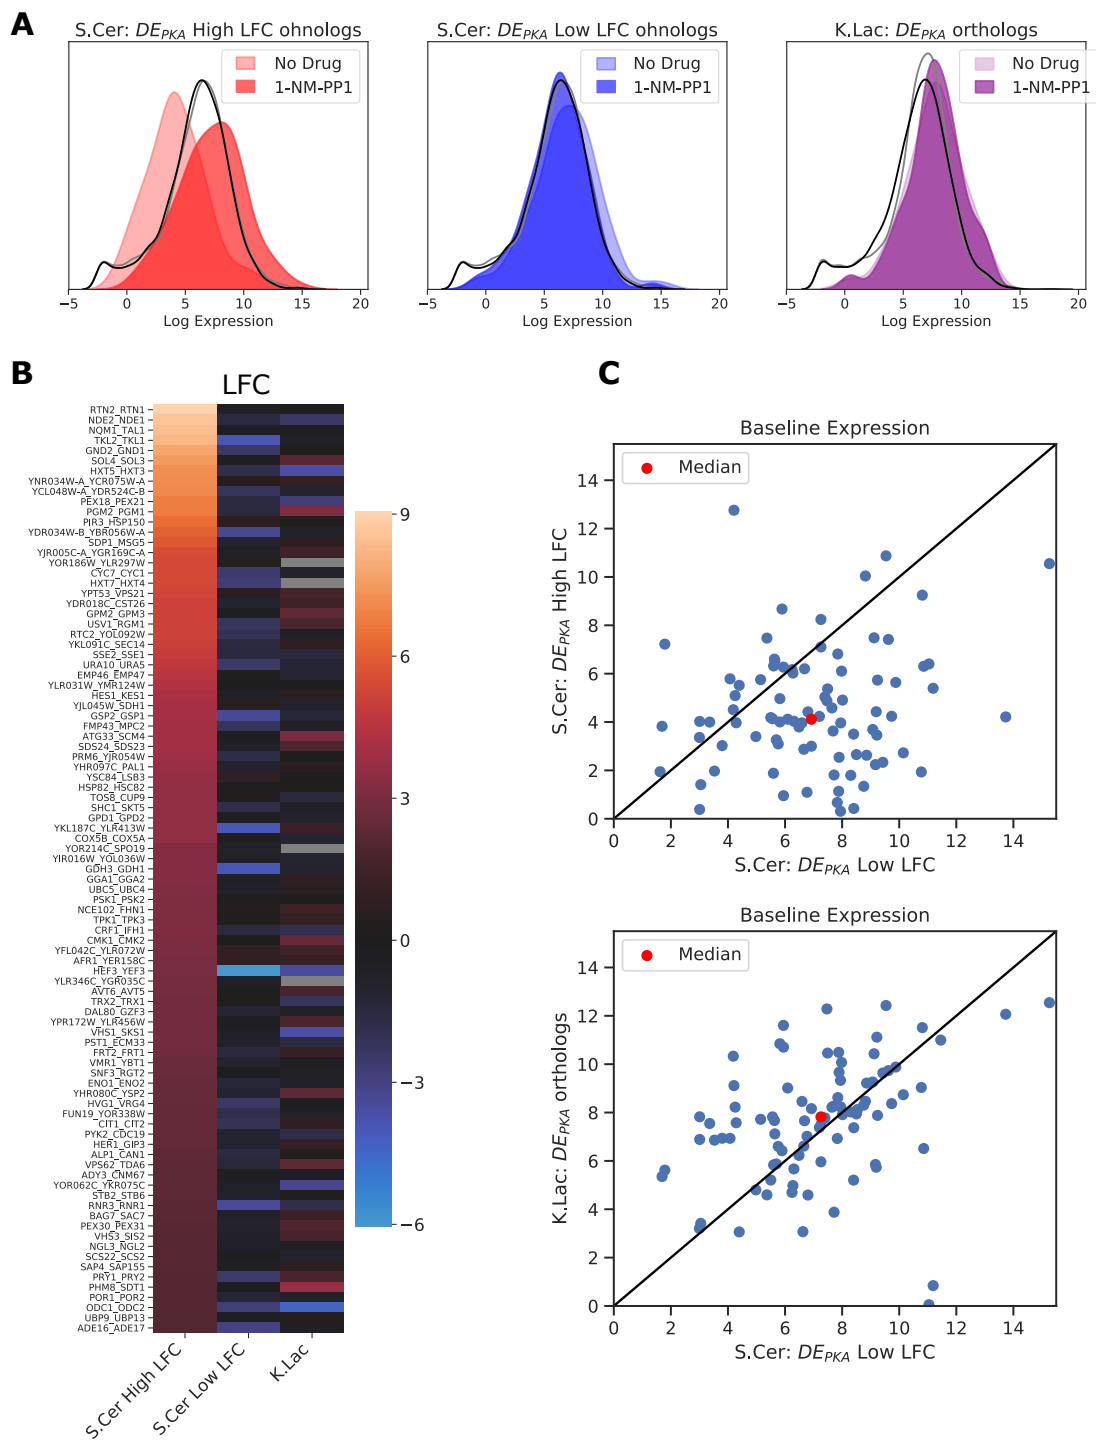 A
S.Cer: DE_PKA High LFC ohnologs
No Drug
1-NM-PP1
−5 0 5 10 15 20
Log Expression
S.Cer: DE_PKA Low LFC ohnologs
No Drug
1-NM-PP1
−5 0 5 10 15 20
Log Expression
K.Lac: DE_PKA orthologs
No Drug
1-NM-PP1
−5 0 5 10 15 20
Log Expression
B
LFC
RTN2_RTN1
NDE2_NDE1
NQM1_TAL1
TKL2_TKL1
GND2_GND1
SOL4_SOL3
HXT5_HXT3
YNR034W-A_YCR075W-A
YCL048W-A_YDR524C-B
PEX18_PEX21
PGM2_PGM1
PIR3_HSP150
YDR034W-B_YBR056W-A
SDP1_MSG5
YJR005C-A_YGR169C-A
YOR186W_YLR297W
CYC7_CYC1
HXT7_HXT4
YPT53_VPS21
YDR018C_CST26
GPM2_GPM3
USV1_RGM1
RTC2_YOL092W
YKL091C_SEC14
SSE2_SSE1
URA10_URA5
EMP46_EMP47
YLR031W_YMR124W
HES1_KES1
YJL045W_SDH1
GSP2_GSP1
FMP43_MPC2
ATG33_SCM4
SDS24_SDS23
PRM6_YJR054W
YHR097C_PAL1
YSC84_LSB3
HSP82_HSC82
TOS8_CUP9
SHC1_SKT5
GPD1_GPD2
YKL187C_YLR413W
COX5B_COX5A
YOR214C_SPO19
YIR016W_YOL036W
GDH3_GDH1
GGA1_GGA2
UBC5_UBC4
PSK1_PSK2
NCE102_FHN1
TPK1_TPK3
CRF1_IFH1
CMK1_CMK2
YFL042C_YLR072W
AFR1_YER158C
HEF3_YEF3
YLR346C_YGR035C
AVT6_AVT5
TRX2_TRX1
DAL80_GZF3
YPR172W_YLR456W
VHS1_SKS1
PST1_ECM33
FRT2_FRT1
VMR1_YBT1
SNF3_RGT2
ENO1_ENO2
YHR080C_YSP2
HVG1_VRG4
FUN19_YOR338W
CIT1_CIT2
PYK2_CDC19
HER1_GIP3
ALP1_CAN1
VPS62_TDA6
ADY3_CNM67
YOR062C_YKR075C
STB2_STB6
RNR3_RNR1
BAG7_SAC7
PEX30_PEX31
VHS3_SIS2
NGL3_NGL2
SCS22_SCS2
SAP4_SAP155
PRY1_PRY2
PHM8_SDT1
POR1_POR2
ODC1_ODC2
UBP9_UBP13
ADE16_ADE17
S.Cer High LFC
S.Cer Low LFC
K.Lac
9
6
3
0
−3
−6
C
Baseline Expression
Median
S.Cer: DE_PKA High LFC
14
12
10
8
6
4
2
0
0 2 4 6 8 10 12 14
S.Cer: DE_PKA Low LFC
Baseline Expression
Median
K.Lac: DE_PKA orthologs
14
12
10
8
6
4
2
0
0 2 4 6 8 10 12 14
S.Cer: DE_PKA Low LFC